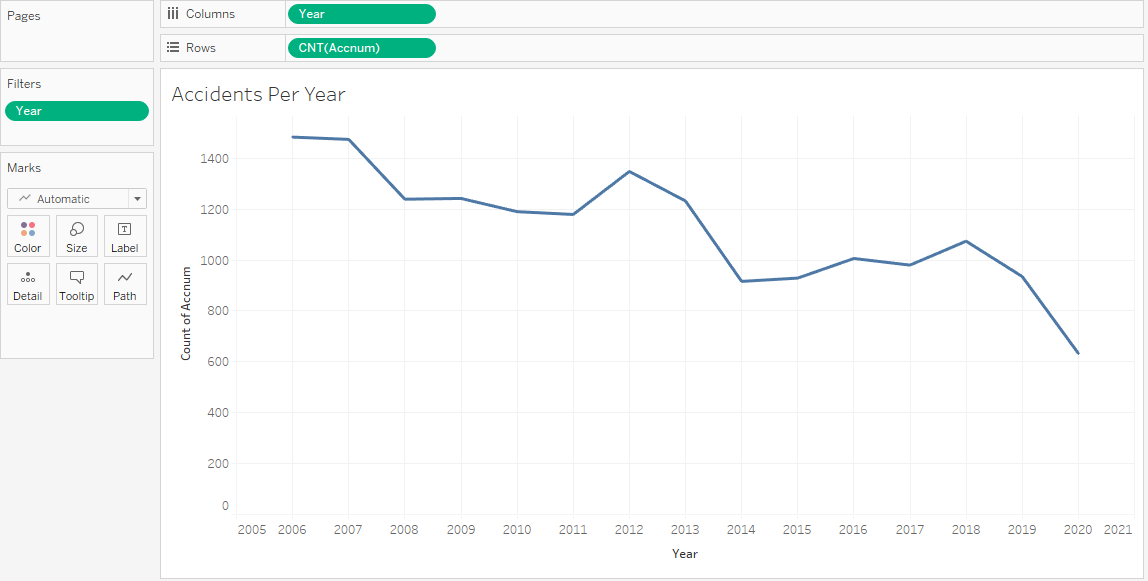 Pages
Columns
Year
Rows
CNT(Accnum)
Filters
Year
Marks
Automatic
Color
Size
T
Label
Detail
Tooltip
Path
Accidents Per Year
Count of Accnum
1400
1200
1000
800
600
400
200
0
2005 2006 2007 2008 2009 2010 2011 2012 2013 2014 2015 2016 2017 2018 2019 2020 2021
Year